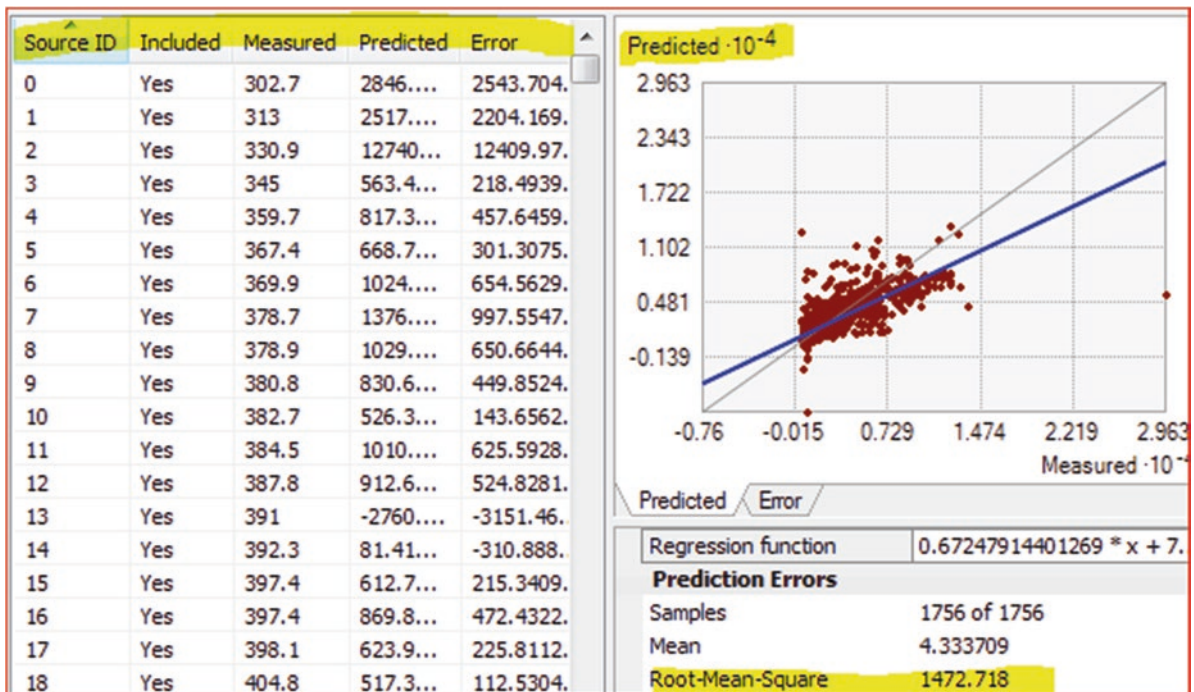 Source ID Included Measured Predicted Error
0 Yes 302.7 2846.... 2543.704.
1 Yes 313 2517.... 2204.169.
2 Yes 330.9 12740... 12409.97.
3 Yes 345 563.4... 218.4939.
4 Yes 359.7 817.3... 457.6459.
5 Yes 367.4 668.7... 301.3075.
6 Yes 369.9 1024.... 654.5629.
7 Yes 378.7 1376.... 997.5547.
8 Yes 378.9 1029.... 650.6644.
9 Yes 380.8 830.6... 449.8524.
10 Yes 382.7 526.3... 143.6562.
11 Yes 384.5 1010.... 625.5928.
12 Yes 387.8 912.6... 524.8281.
13 Yes 391 -2760.... -3151.46.
14 Yes 392.3 81.41... -310.888.
15 Yes 397.4 612.7... 215.3409.
16 Yes 397.4 869.8... 472.4322.
17 Yes 398.1 623.9... 225.8112.
18 Yes 404.8 517.3... 112.5304.
Predicted ·10⁻⁴
2.963
2.343
1.722
1.102
0.481
-0.139
-0.76 -0.015 0.729 1.474 2.219 2.963
Measured ·10⁻⁴
Predicted Error
Regression function 0.67247914401269 * x + 7.
Prediction Errors
Samples 1756 of 1756
Mean 4.333709
Root-Mean-Square 1472.718